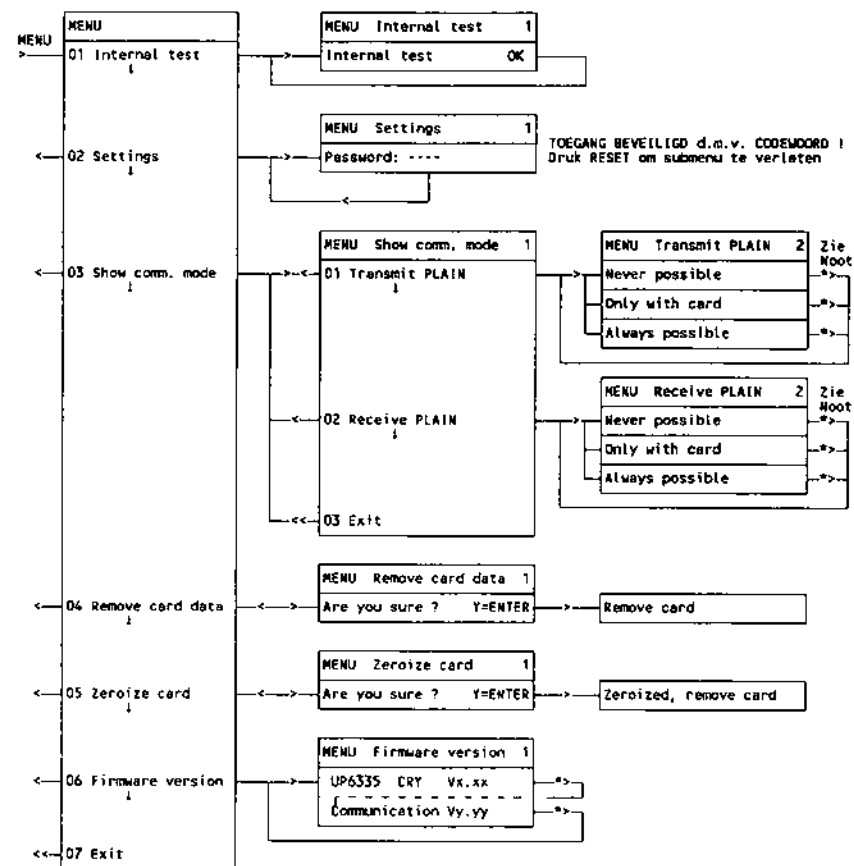 MENU
MENU
01 Internal test
MENU Internal test 1
Internal test OK
02 Settings
MENU Settings 1
Password: ----
TOEGANG BEVEILIGD d.m.v. CODEWOORD !
Druk RESET om submenu te verlaten
03 Show comm. mode
MENU Show comm. mode 1
01 Transmit PLAIN
MENU Transmit PLAIN 2
Zie
Noot
Never possible
Only with card
Always possible
02 Receive PLAIN
MENU Receive PLAIN 2
Zie
Noot
Never possible
Only with card
Always possible
03 Exit
04 Remove card data
MENU Remove card data 1
Are you sure ? Y=ENTER
Remove card
05 Zeroize card
MENU Zeroize card 1
Are you sure ? Y=ENTER
Zeroized, remove card
06 Firmware version
MENU Firmware version 1
UP6335 CRY Vx.xx
Communication Vy.yy
07 Exit